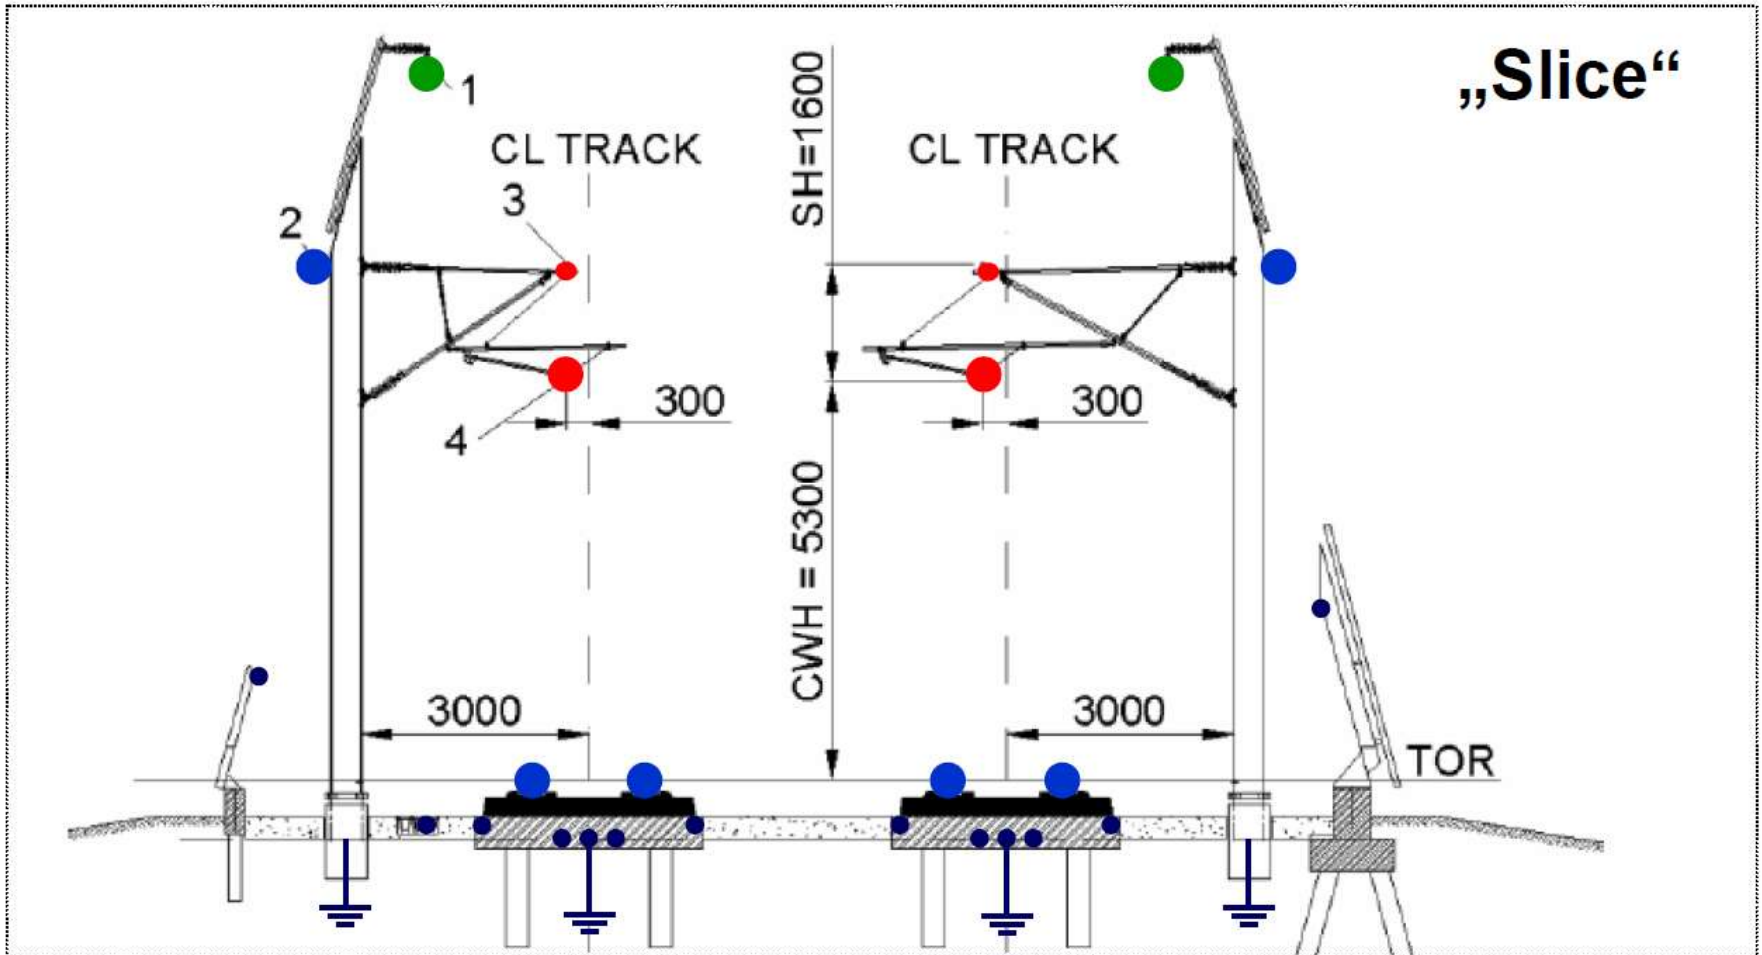 „Slice“
1
SH=1600
CL TRACK
CL TRACK
3
2
300
300
4
CWH = 5300
3000
3000
TOR